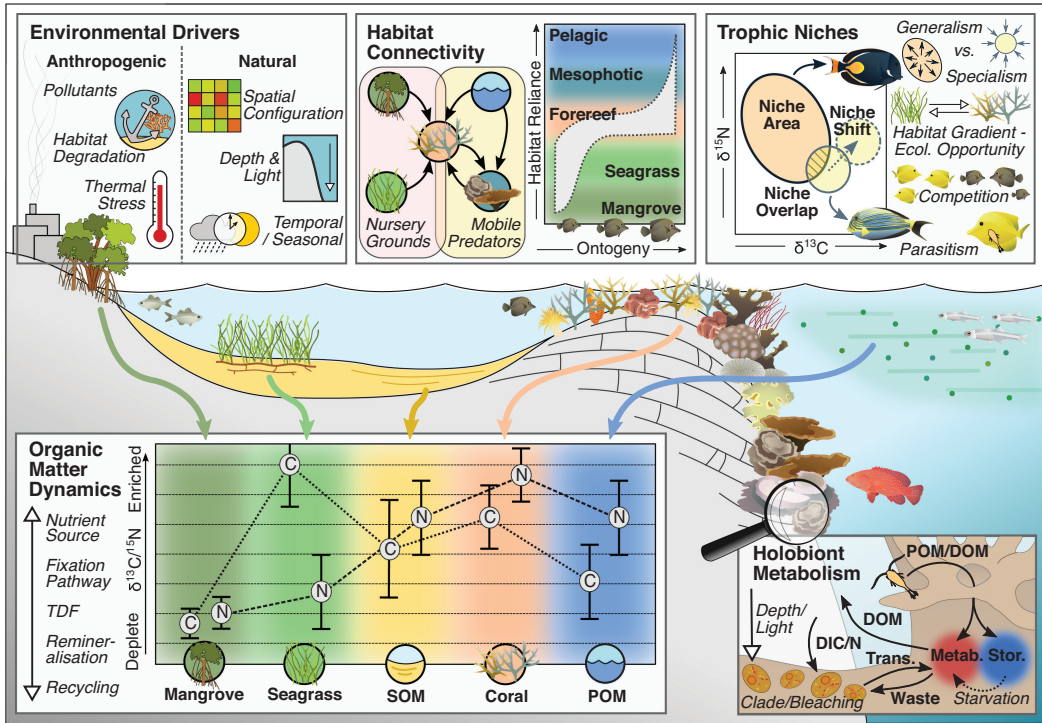 Environmental Drivers
Anthropogenic
Natural
Pollutants
Habitat
Degradation
Thermal
Stress
Spatial
Configuration
Depth &
Light
Temporal
/ Seasonal
Habitat
Connectivity
Nursery
Grounds
Mobile
Predators
Habitat Reliance
Pelagic
Mesophotic
Forereef
Seagrass
Mangrove
Ontogeny
Trophic Niches
δ15N
δ13C
Niche
Area
Niche
Shift
Niche
Overlap
Generalism
vs.
Specialism
Habitat Gradient -
Ecol. Opportunity
Competition
Parasitism
Organic
Matter
Dynamics
Nutrient
Source
Fixation
Pathway
TDF
Reminer-
alisation
Recycling
Deplete
δ13C/15N
Enriched
C
N
C
N
C
N
C
N
C
N
Mangrove
Seagrass
SOM
Coral
POM
Holobiont
Metabolism
POM/DOM
Depth/
Light
DOM
DIC/N
Trans.
Metab.
Stor.
Waste
Clade/Bleaching
Starvation